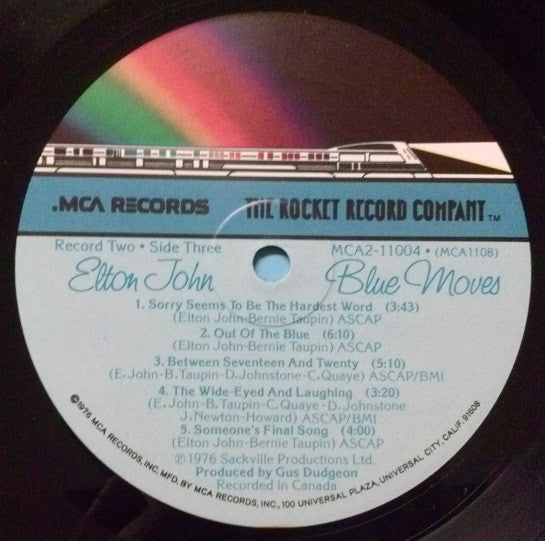 .MCA RECORDS THE ROCKET RECORD COMPANY TM
Record Two • Side Three MCA2-11004 • (MCA1108)
Elton John Blue Moves
1. Sorry Seems To Be The Hardest Word (3:43)
(Elton John-Bernie Taupin) ASCAP
2. Out Of The Blue (6:10)
(Elton John-Bernie Taupin) ASCAP
3. Between Seventeen And Twenty (5:10)
(E. John-B. Taupin-D. Johnstone-C. Quaye) ASCAP/BMI
4. The Wide-Eyed And Laughing (3:20)
(E. John-B. Taupin-C. Quaye-D. Johnstone
J. Newton-Howard) ASCAP/BMI
5. Someone's Final Song (4:00)
(Elton John-Bernie Taupin) ASCAP
℗1976 Sackville Productions Ltd.
Produced by Gus Dudgeon
Recorded in Canada
©1976 MCA RECORDS, INC. MFD. BY MCA RECORDS, INC., 100 UNIVERSAL PLAZA, UNIVERSAL CITY, CALIF. 91608